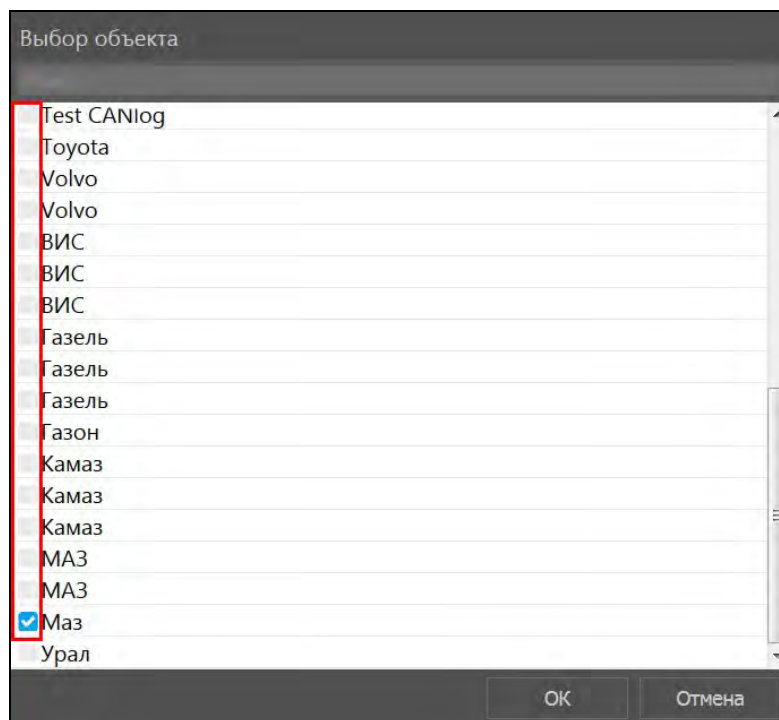 Выбор объекта
Test CANlog
Toyota
Volvo
Volvo
ВИС
ВИС
ВИС
Газель
Газель
Газель
Газон
Камаз
Камаз
Камаз
МАЗ
МАЗ
Маз
Урал
ОК Отмена